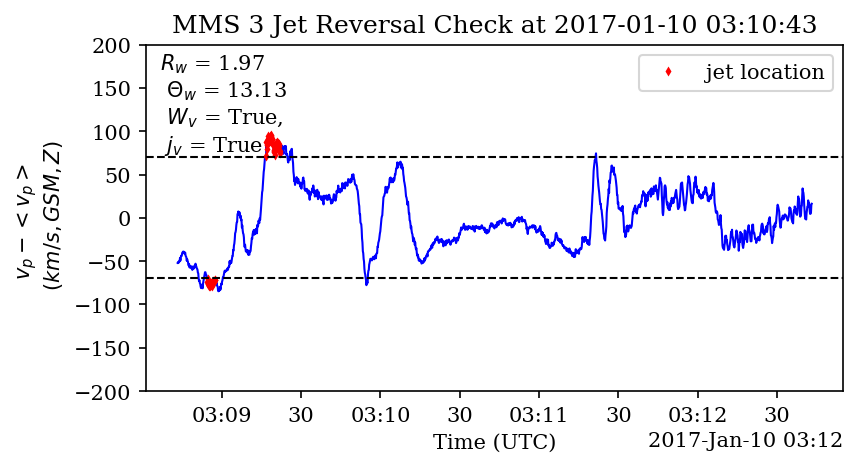 MMS 3 Jet Reversal Check at 2017-01-10 03:10:43
R_w = 1.97
Θ_w = 13.13
W_v = True,
j_v = True
jet location
200
150
100
50
0
−50
−100
−150
−200
v_p − < v_p >
(km/s, GSM, Z)
03:09 30 03:10 30 03:11 30 03:12 30
Time (UTC)
2017-Jan-10 03:12